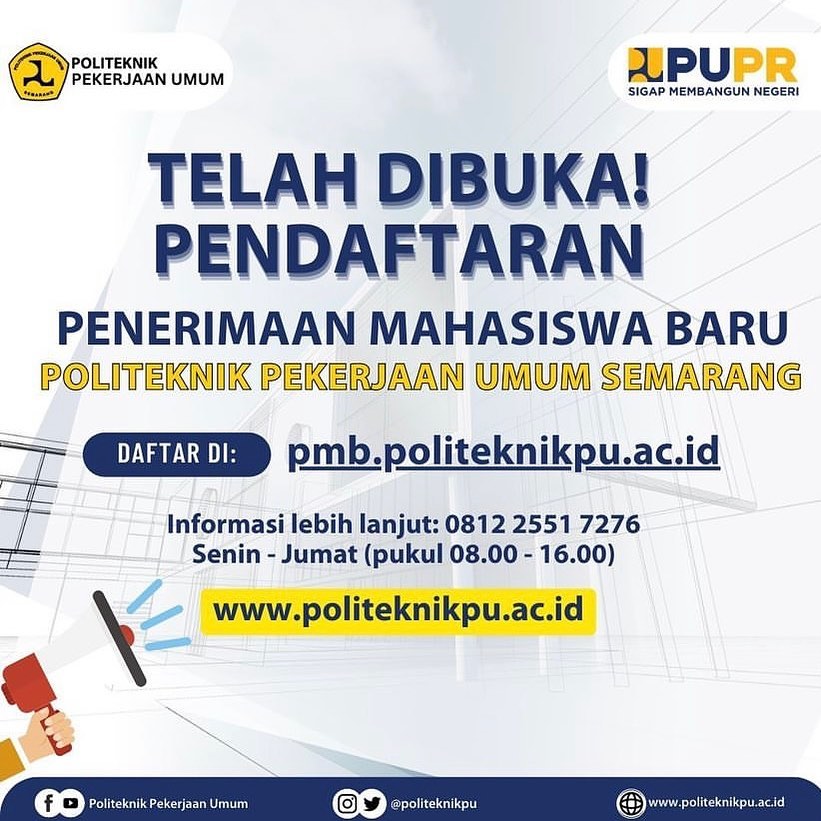 POLITEKNIK
PEKERJAAN UMUM
PUPR
SIGAP MEMBANGUN NEGERI
TELAH DIBUKA!
PENDAFTARAN
PENERIMAAN MAHASISWA BARU
POLITEKNIK PEKERJAAN UMUM SEMARANG
DAFTAR DI: pmb.politeknikpu.ac.id
Informasi lebih lanjut: 0812 2551 7276
Senin - Jumat (pukul 08.00 - 16.00)
www.politeknikpu.ac.id
Politeknik Pekerjaan Umum
@politeknikpu
www.politeknikpu.ac.id